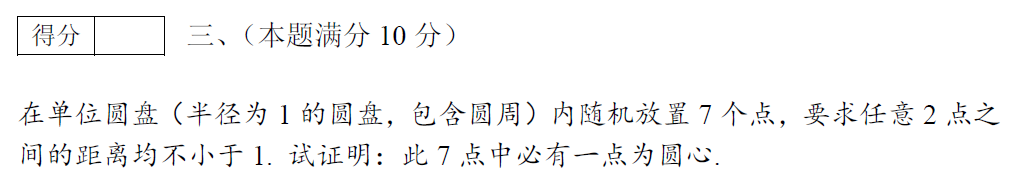 得分 三、（本题满分 10 分）
在单位圆盘（半径为 1 的圆盘，包含圆周）内随机放置 7 个点，要求任意 2 点之
间的距离均不小于 1. 试证明：此 7 点中必有一点为圆心.